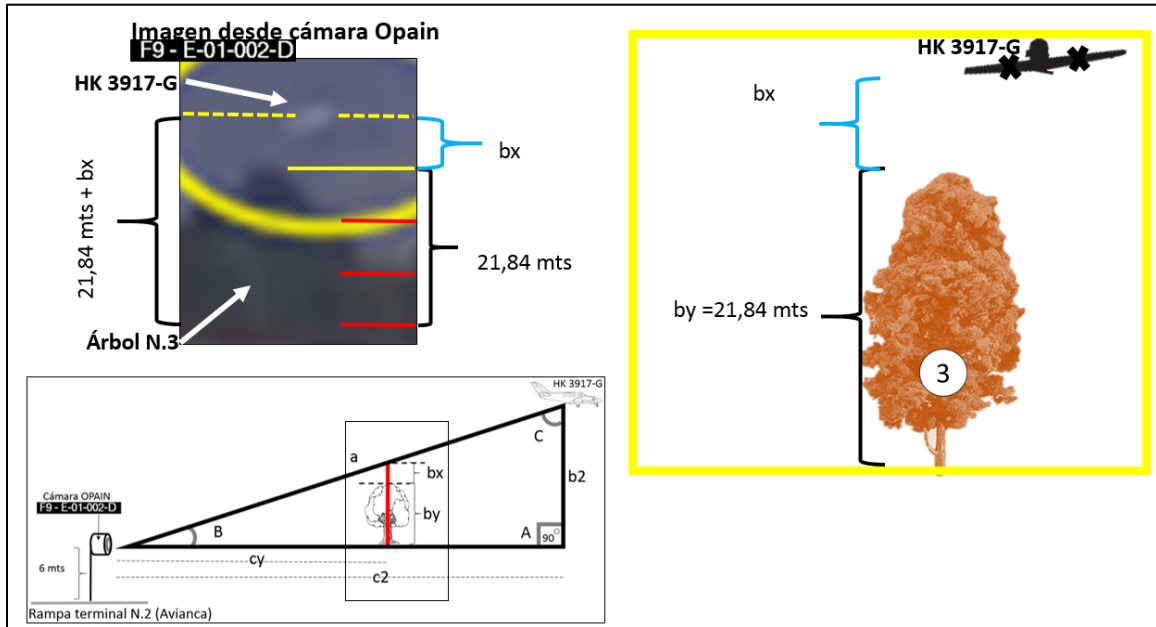 Imagen desde cámara Opain
F9 - E-01-002-D
HK 3917-G
bx
21,84 mts + bx
21,84 mts
Árbol N.3
HK 3917-G
bx
by =21,84 mts
3
HK 3917-G
C
a
bx
b2
by
Cámara OPAIN
F9 - E-01-002-D
B
A
90°
cy
6 mts
c2
Rampa terminal N.2 (Avianca)